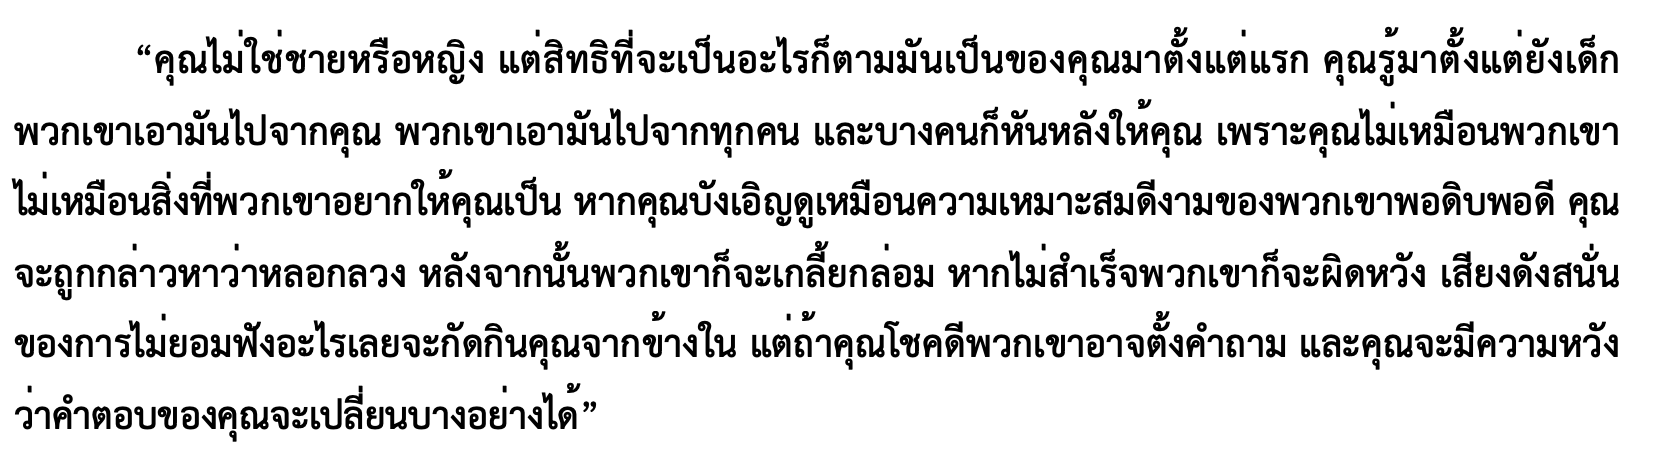 “คุณไม่ใช่ชายหรือหญิง แต่สิทธิที่จะเป็นอะไรก็ตามมันเป็นของคุณมาตั้งแต่แรก คุณรู้มาตั้งแต่ยังเด็ก
พวกเขาเอามันไปจากคุณ พวกเขาเอามันไปจากทุกคน และบางคนก็หันหลังให้คุณ เพราะคุณไม่เหมือนพวกเขา
ไม่เหมือนสิ่งที่พวกเขาอยากให้คุณเป็น หากคุณบังเอิญดูเหมือนความเหมาะสมดีงามของพวกเขาพอดิบพอดี คุณ
จะถูกกล่าวหาว่าหลอกลวง หลังจากนั้นพวกเขาก็จะเกลี้ยกล่อม หากไม่สำเร็จพวกเขาก็จะผิดหวัง เสียงดังสนั่น
ของการไม่ยอมฟังอะไรเลยจะกัดกินคุณจากข้างใน แต่ถ้าคุณโชคดีพวกเขาอาจตั้งคำถาม และคุณจะมีความหวัง
ว่าคำตอบของคุณจะเปลี่ยนบางอย่างได้”